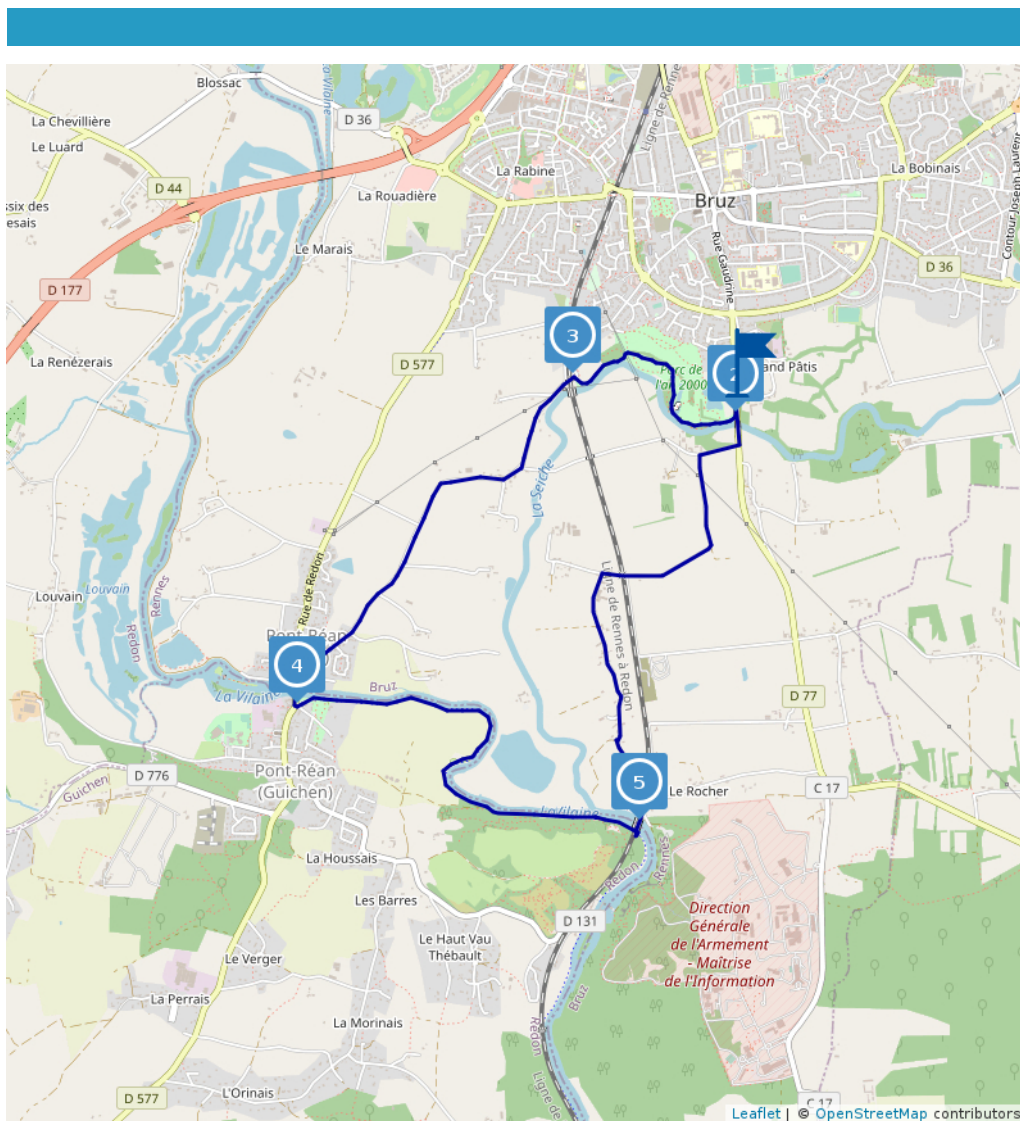 Blossac
La Vilaine
Ligne de Rennes
La Chevillière
D 36
Le Luard
La Rabine
La Bobinais
D 44
La Rouadière
Bruz
Contour Joseph Laurent
ssix des
esais
Rue Gaudrine
Le Marais
D 36
D 177
3
La Renézerais
D 577
Parc de
l'an 2000
2
and Pâtis
La Seiche
Ligne de Rennes à Redon
Louvain
Louvain
Rennes
Redon
Rue de Redon
Pont-Réan
4
La Vilaine
Bruz
D 77
D 776
Guichen
Pont-Réan
(Guichen)
5
Le Rocher
C 17
La Vilaine
La Houssais
Redon
Rennes
Les Barres
D 131
Direction
Générale
de l'Armement
- Maîtrise
de l'Information
Le Haut Vau
Thébault
Le Verger
La Perrais
Bruz
La Morinais
Redon
Ligne de
L'Orinais
D 577
C 17
Leaflet | © OpenStreetMap contributors